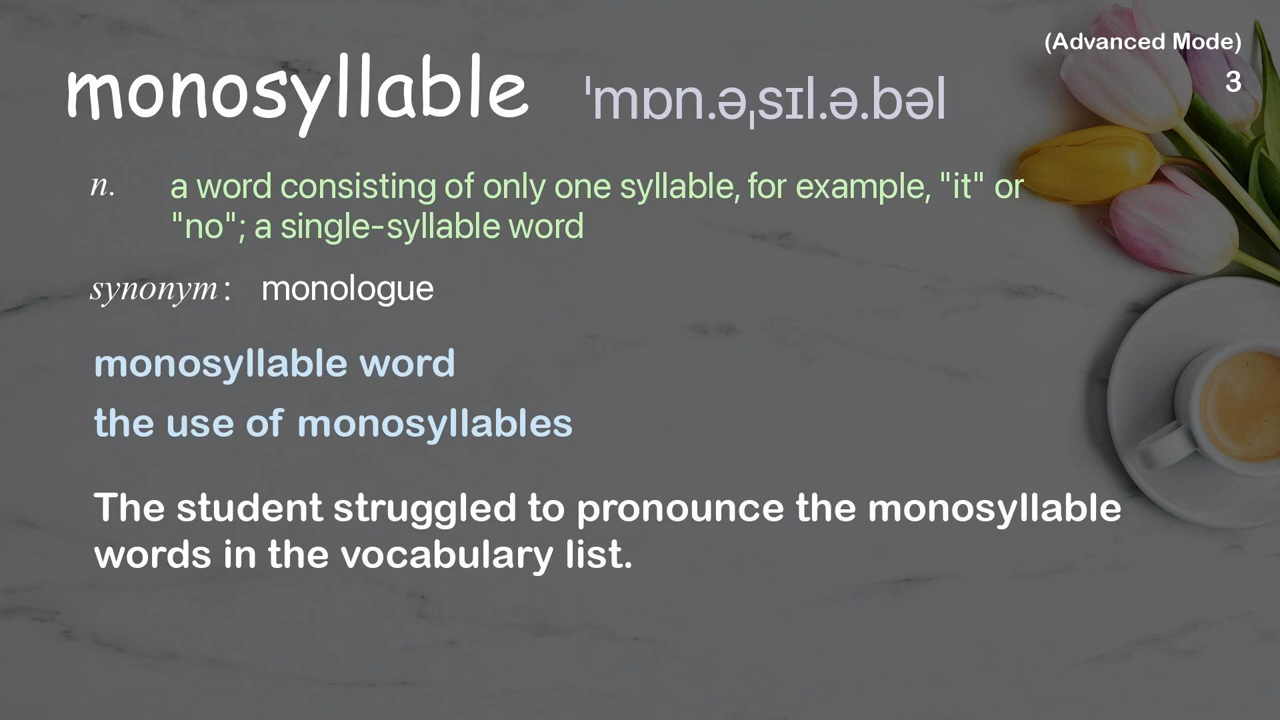 (Advanced Mode)
3
monosyllable ˈmɒn.əˌsɪl.ə.bəl
n. a word consisting of only one syllable, for example, "it" or
"no"; a single-syllable word
synonym: monologue
monosyllable word
the use of monosyllables
The student struggled to pronounce the monosyllable
words in the vocabulary list.